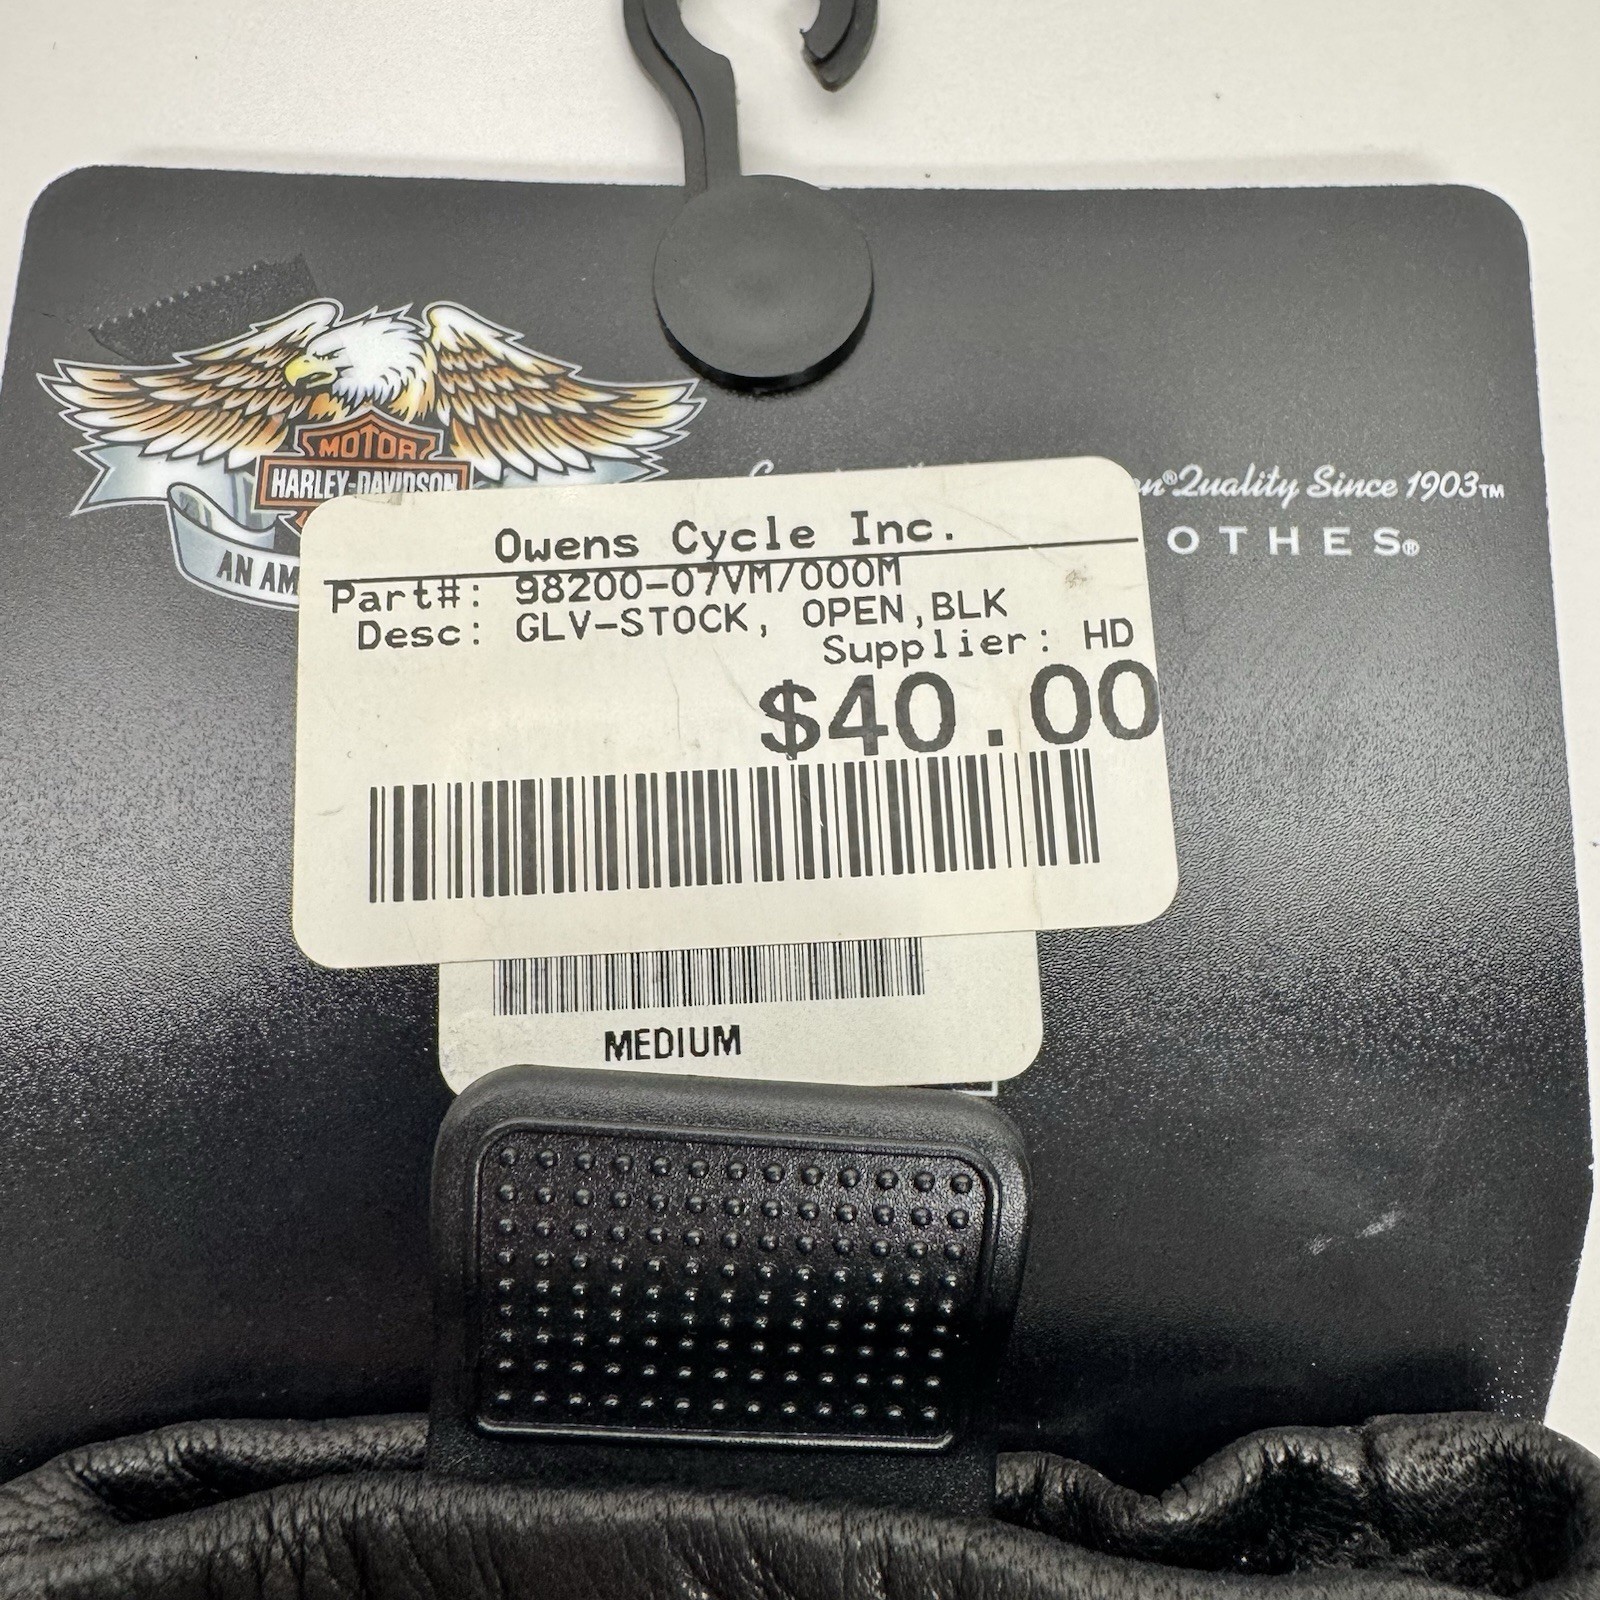 MOTOR
HARLEY-DAVIDSON
AN AM
Quality Since 1903™
OTHES®
Owens Cycle Inc.
Part#: 98200-07VM/000M
Desc: GLV-STOCK, OPEN,BLK
Supplier: HD
$40.00
MEDIUM